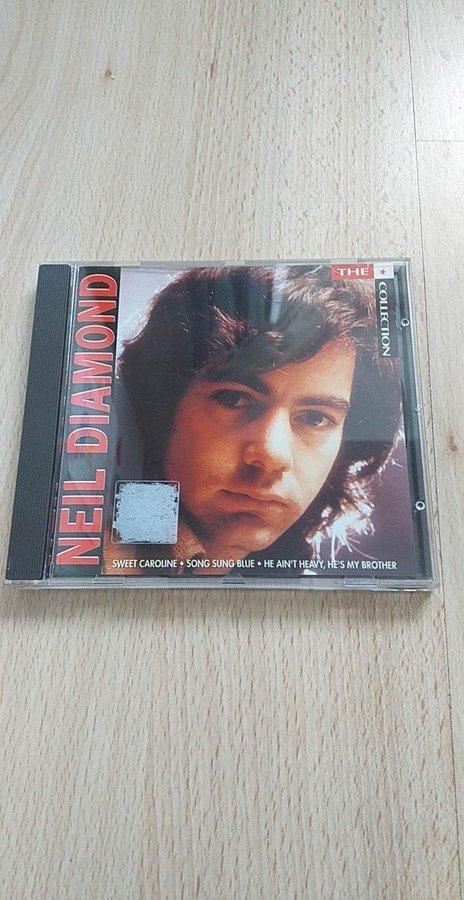 NEIL DIAMOND
THE
COLLECTION
SWEET CAROLINE • SONG SUNG BLUE • HE AIN'T HEAVY, HE'S MY BROTHER